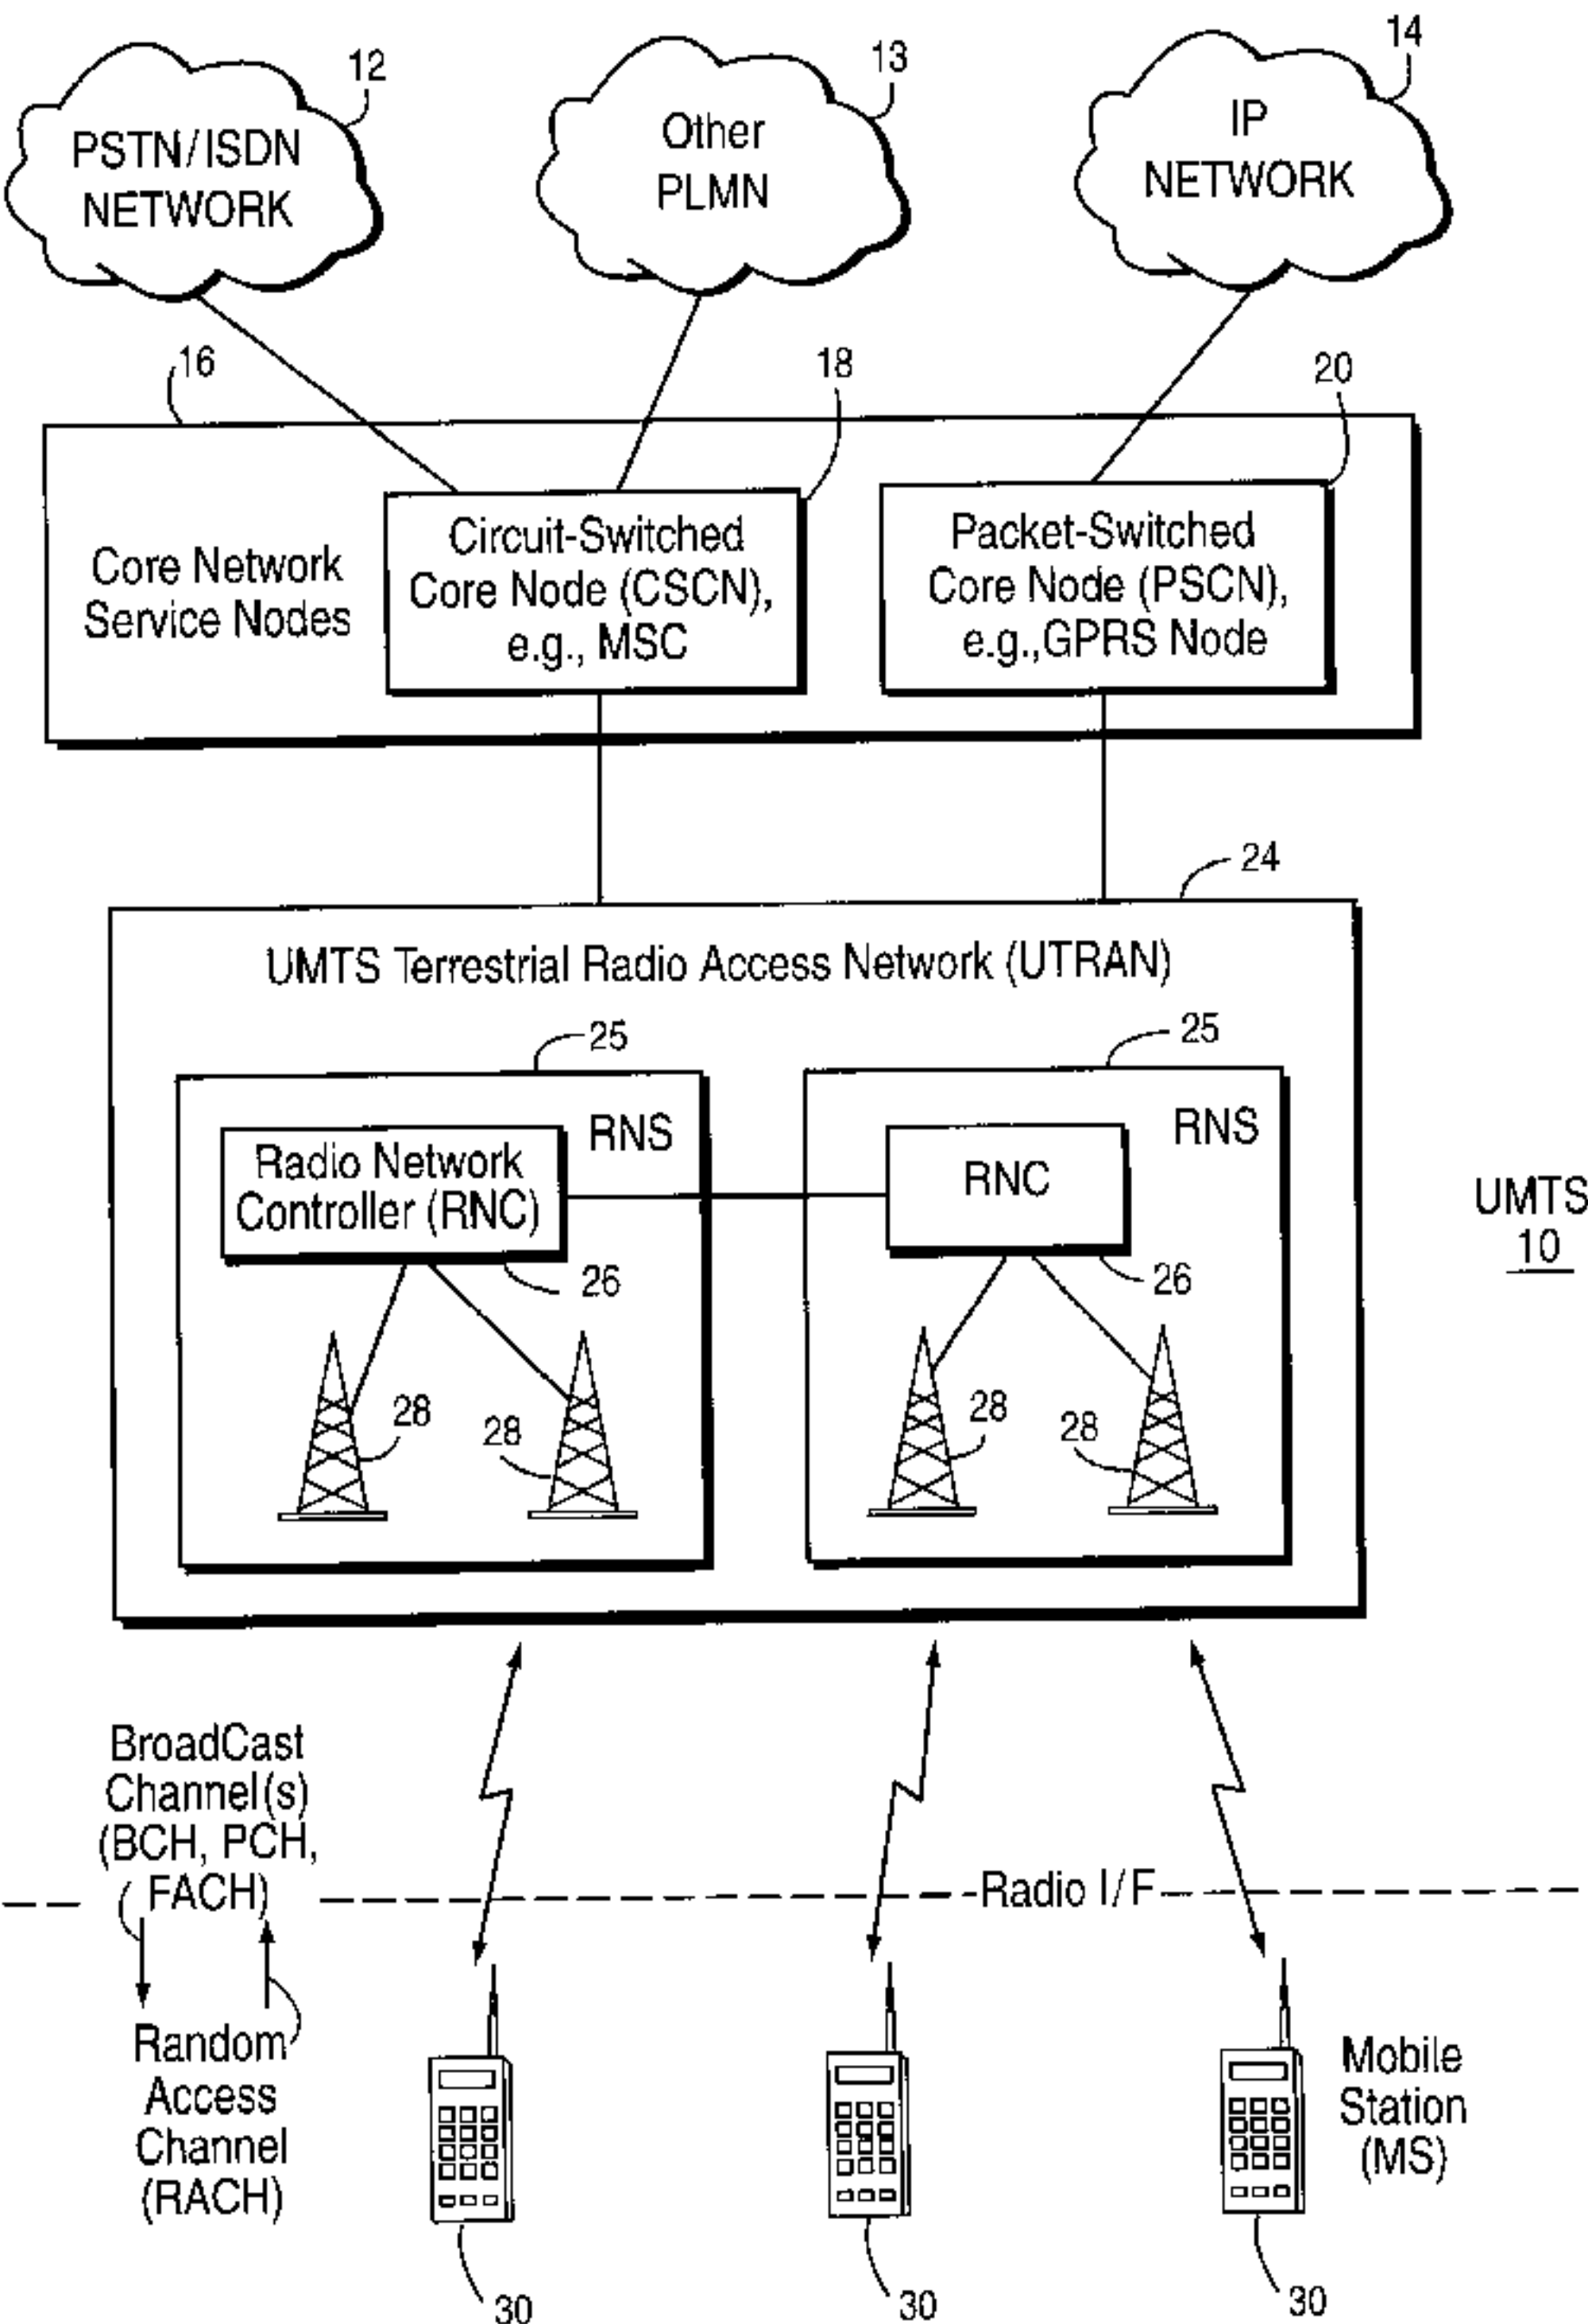 12
PSTN/ISDN
NETWORK
13
Other
PLMN
14
IP
NETWORK
16
18
20
Core Network
Service Nodes
Circuit-Switched
Core Node (CSCN),
e.g., MSC
Packet-Switched
Core Node (PSCN),
e.g.,GPRS Node
24
UMTS Terrestrial Radio Access Network (UTRAN)
25
25
RNS
Radio Network
Controller (RNC)
26
28
28
RNS
RNC
26
28
28
UMTS
10
BroadCast
Channel(s)
(BCH, PCH,
FACH)
Radio I/F
Random
Access
Channel
(RACH)
Mobile
Station
(MS)
30
30
30